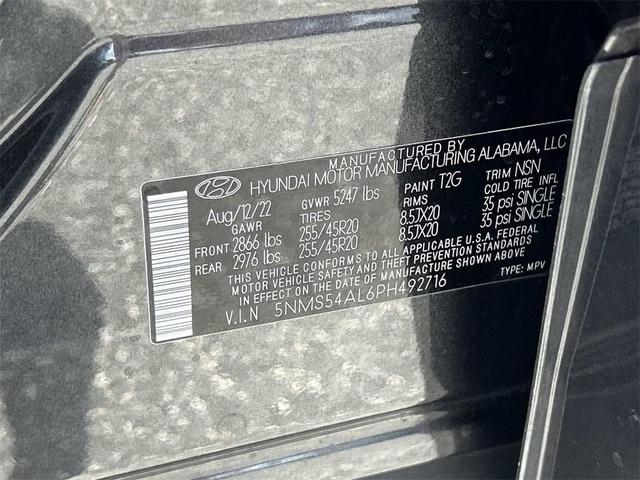 MANUFACTURED BY
HYUNDAI MOTOR MANUFACTURING ALABAMA, LLC
Aug/12/22 GVWR 5247 lbs PAINT T2G TRIM NSN
GAWR TIRES RIMS COLD TIRE INFL
FRONT 2866 lbs 255/45R20 8.5JX20 35 psi SINGLE
REAR 2976 lbs 255/45R20 8.5JX20 35 psi SINGLE
THIS VEHICLE CONFORMS TO ALL APPLICABLE U.S.A. FEDERAL
MOTOR VEHICLE SAFETY AND THEFT PREVENTION STANDARDS
IN EFFECT ON THE DATE OF MANUFACTURE SHOWN ABOVE.
V.I.N 5NMS54AL6PH492716 TYPE: MPV